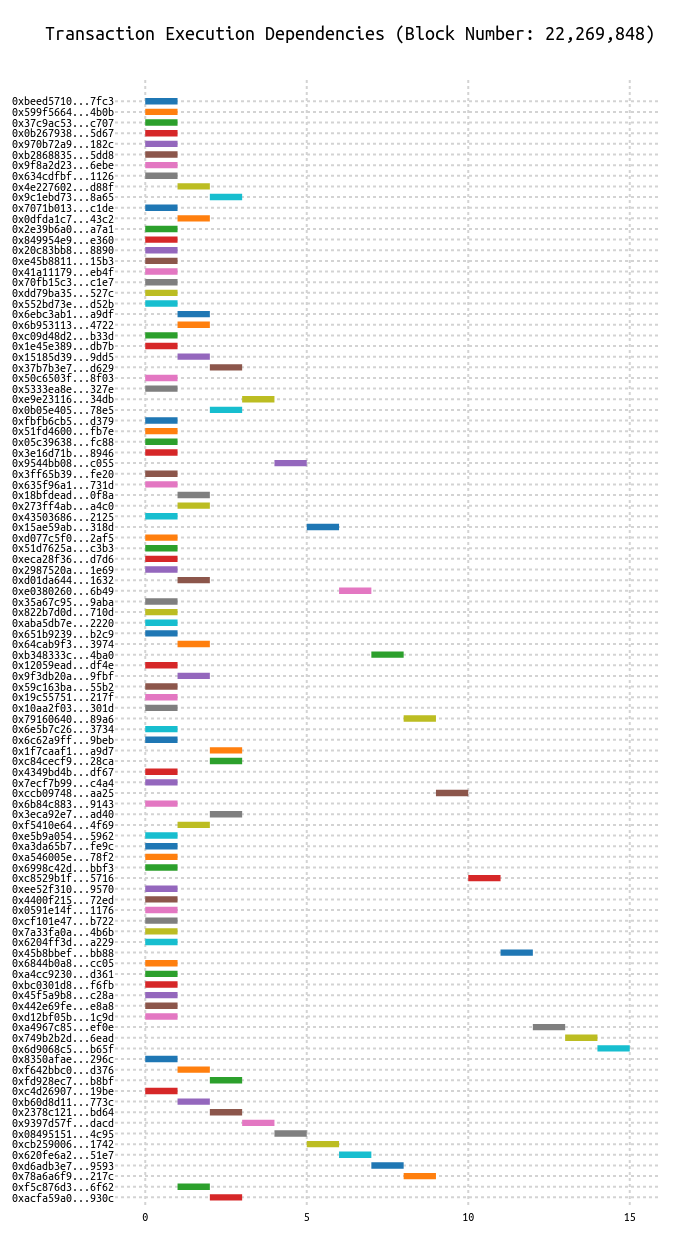 Transaction Execution Dependencies (Block Number: 22,269,848)
0xbeed5710...7fc3
0x599f5664...4b0b
0x37c9ac53...c707
0x0b267938...5d67
0x970b72a9...182c
0xb2868835...5dd8
0x9f8a2d23...6ebe
0x634cdfbf...1126
0x4e227602...d88f
0x9c1ebd73...8a65
0x7071b013...c1de
0x0dfda1c7...43c2
0x2e39b6a0...a7a1
0x849954e9...e360
0x20c83bb8...8890
0xe45b8811...15b3
0x41a11179...eb4f
0x70fb15c3...c1e7
0xdd79ba35...527c
0x552bd73e...d52b
0x6ebc3ab1...a9df
0x6b953113...4722
0xc09d48d2...b33d
0x1e45e389...db7b
0x15185d39...9dd5
0x37b7b3e7...d629
0x50c6503f...8f03
0x5333ea8e...327e
0xe9e23116...34db
0x0b05e405...78e5
0xfbfb6cb5...d379
0x51fd4600...fb7e
0x05c39638...fc88
0x3e16d71b...8946
0x9544bb08...c055
0x3ff65b39...fe20
0x635f96a1...731d
0x18bfdead...0f8a
0x273ff4ab...a4c0
0x43503686...2125
0x15ae59ab...318d
0xd077c5f0...2af5
0x51d7625a...c3b3
0xeca28f36...d7d6
0x2987520a...1e69
0xd01da644...1632
0xe0380260...6b49
0x35a67c95...9aba
0x822b7d0d...710d
0xaba5db7e...2220
0x651b9239...b2c9
0x64cab9f3...3974
0xb348333c...4ba0
0x12059ead...df4e
0x9f3db20a...9fbf
0x59c163ba...55b2
0x19c55751...217f
0x10aa2f03...301d
0x79160640...89a6
0x6e5b7c26...3734
0x6c62a9ff...9beb
0x1f7caaf1...a9d7
0xc84cecf9...28ca
0x4349bd4b...df67
0x7ecf7b99...c4a4
0xccb09748...aa25
0x6b84c883...9143
0x3eca92e7...ad40
0xf5410e64...4f69
0xe5b9a054...5962
0xa3da65b7...fe9c
0xa546005e...78f2
0x6998c42d...bbf3
0xc8529b1f...5716
0xee52f310...9570
0x4400f215...72ed
0x0591e14f...1176
0xcf101e47...b722
0x7a33fa0a...4b6b
0x6204ff3d...a229
0x45b8bbef...bb88
0x6844b0a8...cc05
0xa4cc9230...d361
0xbc0301d8...f6fb
0x45f5a9b8...c28a
0x442e69fe...e8a8
0xd12bf05b...1c9d
0xa4967c85...ef0e
0x749b2b2d...6ead
0x6d9068c5...b65f
0x8350afae...296c
0xf642bbc0...d376
0xfd928ec7...b8bf
0xc4d26907...19be
0xb60d8d11...773c
0x2378c121...bd64
0x9397d57f...dacd
0x08495151...4c95
0xcb259006...1742
0x620fe6a2...51e7
0xd6adb3e7...9593
0x78a6a6f9...217c
0xf5c876d3...6f62
0xacfa59a0...930c
0 5 10 15